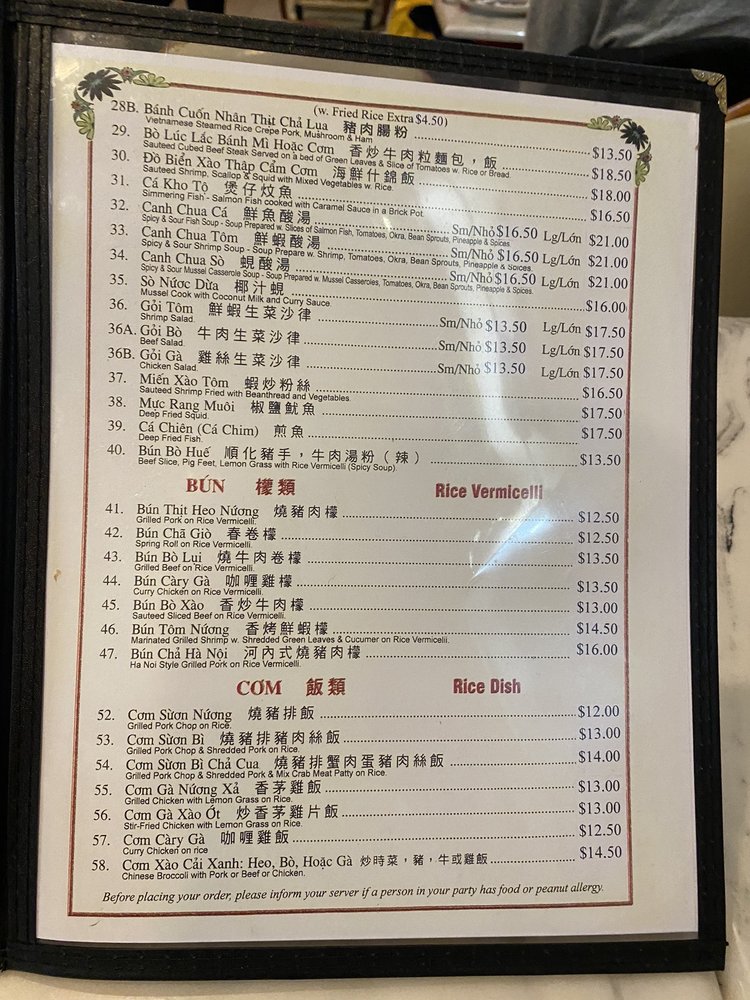 (w. Fried Rice Extra $4.50)
28B. Bánh Cuốn Nhân Thịt Chả Lụa 豬肉腸粉 $13.50
Vietnamese Steamed Rice Crepe Pork, Mushroom & Ham
29. Bò Lúc Lắc Bánh Mì Hoặc Cơm 香炒牛肉粒麵包，飯 $18.50
Sauteed Cubed Beef Steak Served on a bed of Green Leaves & Slice of Tomatoes w. Rice or Bread.
30. Đồ Biển Xào Thập Cẩm Cơm 海鮮什錦飯 $18.00
Sauteed Shrimp, Scallop & Squid with Mixed Vegetables w. Rice.
31. Cá Kho Tộ 煲仔炆魚 $16.50
Simmering Fish - Salmon Fish cooked with Caramel Sauce in a Brick Pot.
32. Canh Chua Cá 鮮魚酸湯 Sm/Nhỏ $16.50 Lg/Lớn $21.00
Spicy & Sour Fish Soup - Soup Prepared w. Slices of Salmon Fish, Tomatoes, Okra, Bean Sprouts, Pineapple & Spices
33. Canh Chua Tôm 鮮蝦酸湯 Sm/Nhỏ $16.50 Lg/Lớn $21.00
Spicy & Sour Shrimp Soup - Soup Prepare w. Shrimp, Tomatoes, Okra, Bean Sprouts, Pineapple & Spices.
34. Canh Chua Sò 蜆酸湯 Sm/Nhỏ $16.50 Lg/Lớn $21.00
Spicy & Sour Mussel Casserole Soup - Soup Prepared w. Mussel Casseroles, Tomatoes, Okra, Bean Sprouts, Pineapple & Spices.
35. Sò Nước Dừa 椰汁蜆 $16.00
Mussel Cook with Coconut Milk and Curry Sauce.
36. Gỏi Tôm 鮮蝦生菜沙律 Sm/Nhỏ $13.50 Lg/Lớn $17.50
Shrimp Salad.
36A. Gỏi Bò 牛肉生菜沙律 Sm/Nhỏ $13.50 Lg/Lớn $17.50
Beef Salad.
36B. Gỏi Gà 雞絲生菜沙律 Sm/Nhỏ $13.50 Lg/Lớn $17.50
Chicken Salad.
37. Miến Xào Tôm 蝦炒粉絲 $16.50
Sauteed Shrimp Fried with Beanthread and Vegetables.
38. Mực Rang Muôi 椒鹽魷魚 $17.50
Deep Fried Squid.
39. Cá Chiên (Cá Chim) 煎魚 $17.50
Deep Fried Fish.
40. Bún Bò Huế 順化豬手，牛肉湯粉（辣） $13.50
Beef Slice, Pig Feet, Lemon Grass with Rice Vermicelli (Spicy Soup).
BÚN 檬類 Rice Vermicelli
41. Bún Thịt Heo Nướng 燒豬肉檬 $12.50
Grilled Pork on Rice Vermicelli.
42. Bún Chã Giò 春卷檬 $12.50
Spring Roll on Rice Vermicelli.
43. Bún Bò Lui 燒牛肉卷檬 $13.50
Grilled Beef on Rice Vermicelli.
44. Bún Càry Gà 咖喱雞檬 $13.50
Curry Chicken on Rice Vermicelli.
45. Bún Bò Xào 香炒牛肉檬 $13.00
Sauteed Sliced Beef on Rice Vermicelli.
46. Bún Tôm Nướng 香烤鮮蝦檬 $14.50
Marinated Grilled Shrimp w. Shredded Green Leaves & Cucumer on Rice Vermicelli.
47. Bún Chả Hà Nội 河內式燒豬肉檬 $16.00
Ha Noi Style Grilled Pork on Rice Vermicelli.
CƠM 飯類 Rice Dish
52. Cơm Sườn Nướng 燒豬排飯 $12.00
Grilled Pork Chop on Rice.
53. Cơm Sườn Bì 燒豬排豬肉絲飯 $13.00
Grilled Pork Chop & Shredded Pork on Rice.
54. Cơm Sườn Bì Chả Cua 燒豬排蟹肉蛋豬肉絲飯 $14.00
Grilled Pork Chop & Shredded Pork & Mix Crab Meat Patty on Rice.
55. Cơm Gà Nướng Xả 香茅雞飯 $13.00
Grilled Chicken with Lemon Grass on Rice.
56. Cơm Gà Xào Ớt 炒香茅雞片飯 $13.00
Stir-Fried Chicken with Lemon Grass on Rice.
57. Cơm Càry Gà 咖喱雞飯 $12.50
Curry Chicken on rice
58. Cơm Xào Cải Xanh: Heo, Bò, Hoặc Gà 炒時菜，豬，牛或雞飯 $14.50
Chinese Broccoli with Pork or Beef or Chicken.
Before placing your order, please inform your server if a person in your party has food or peanut allergy.